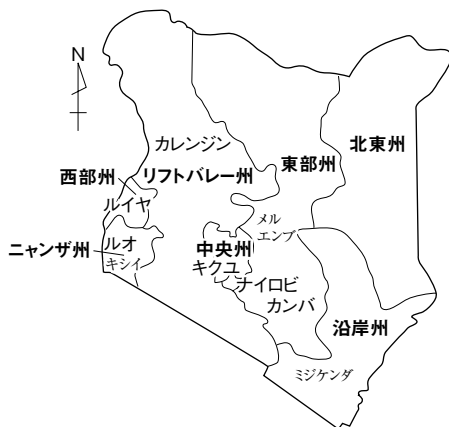 N
カレンジン
北東州
東部州
西部州
リフトバレー州
ルイヤ
メル
エンブ
ルオ
ニャンザ州
キシイ
中央州
キクユ
ナイロビ
カンバ
沿岸州
ミジケンダ